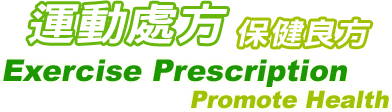 運動處方 保健良方
Exercise Prescription
Promote Health